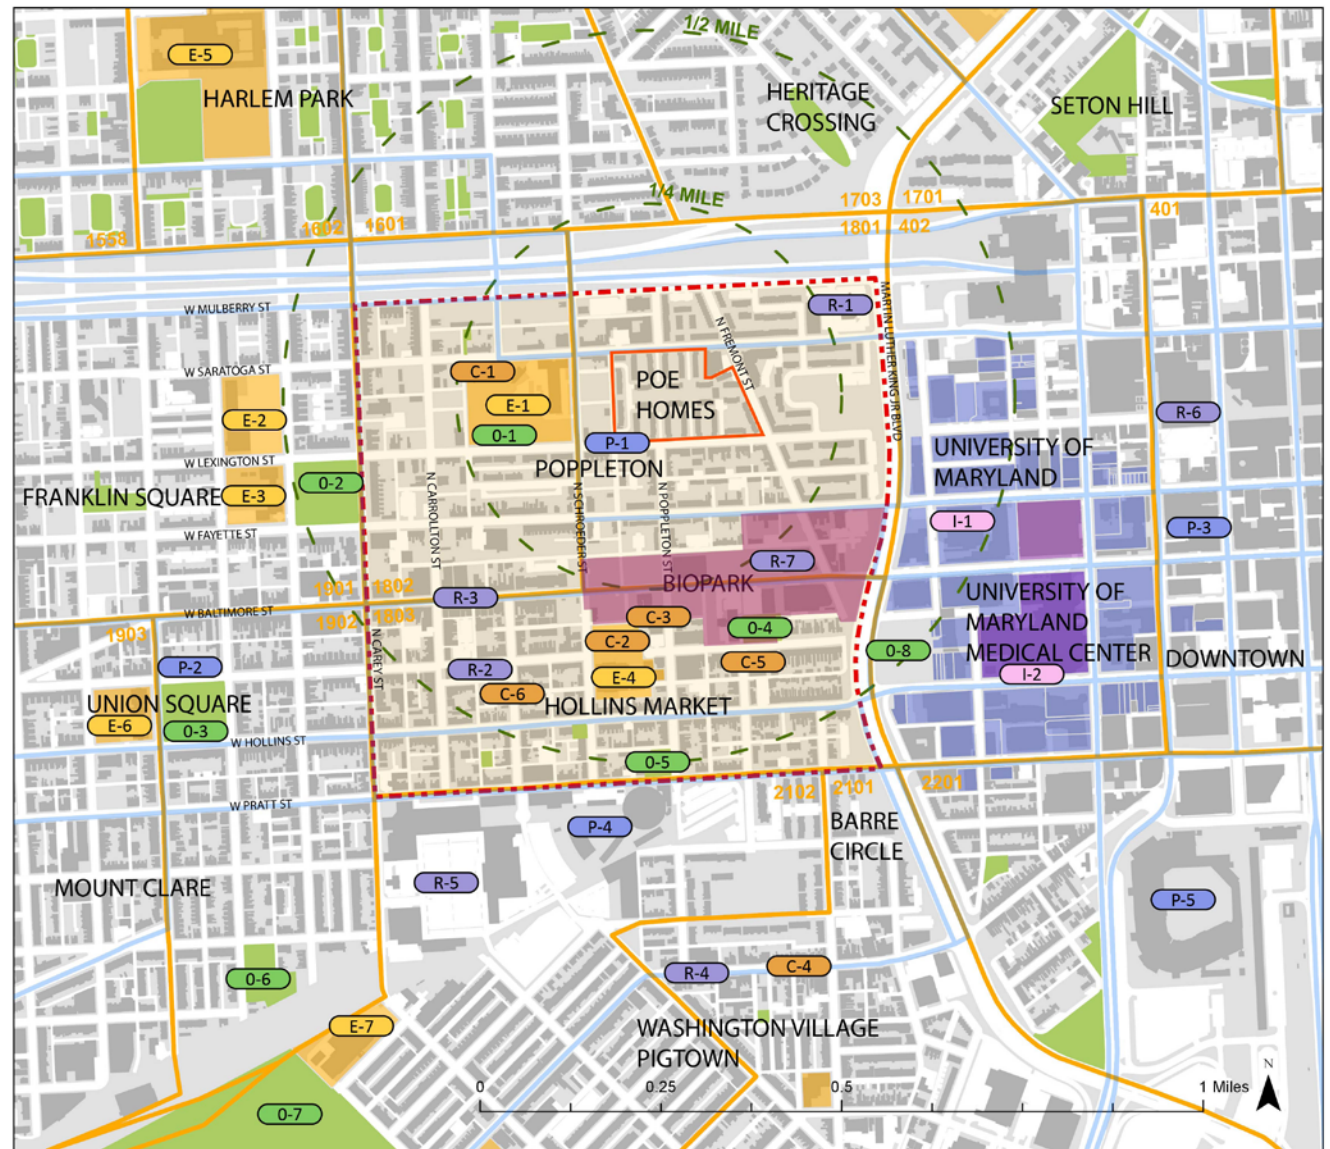 1/2 MILE
E-5
HARLEM PARK
HERITAGE
CROSSING
SETON HILL
1/4 MILE
1703
1701
401
1558
1602
1601
1801
402
W MULBERRY ST
R-1
MARTIN LUTHER KING JR BLVD
N FREMONT ST
W SARATOGA ST
C-1
POE
HOMES
E-1
R-6
E-2
0-1
P-1
UNIVERSITY OF
MARYLAND
W LEXINGTON ST
POPPLETON
FRANKLIN SQUARE
E-3
0-2
N CARROLLTON ST
N SCHROEDER ST
N POPPLETON ST
I-1
P-3
W FAYETTE ST
R-7
BIOPARK
1901
1802
R-3
UNIVERSITY OF
MARYLAND
MEDICAL CENTER
W BALTIMORE ST
1902
1803
1903
C-3
C-2
0-4
0-8
N CAREY ST
P-2
R-2
C-5
I-2
DOWNTOWN
E-4
C-6
UNION SQUARE
HOLLINS MARKET
E-6
0-3
W HOLLINS ST
0-5
W PRATT ST
2102
2101
2201
P-4
BARRE
CIRCLE
MOUNT CLARE
R-5
P-5
0-6
R-4
C-4
E-7
WASHINGTON VILLAGE
PIGTOWN
0
0.25
0.5
1 Miles
N
0-7